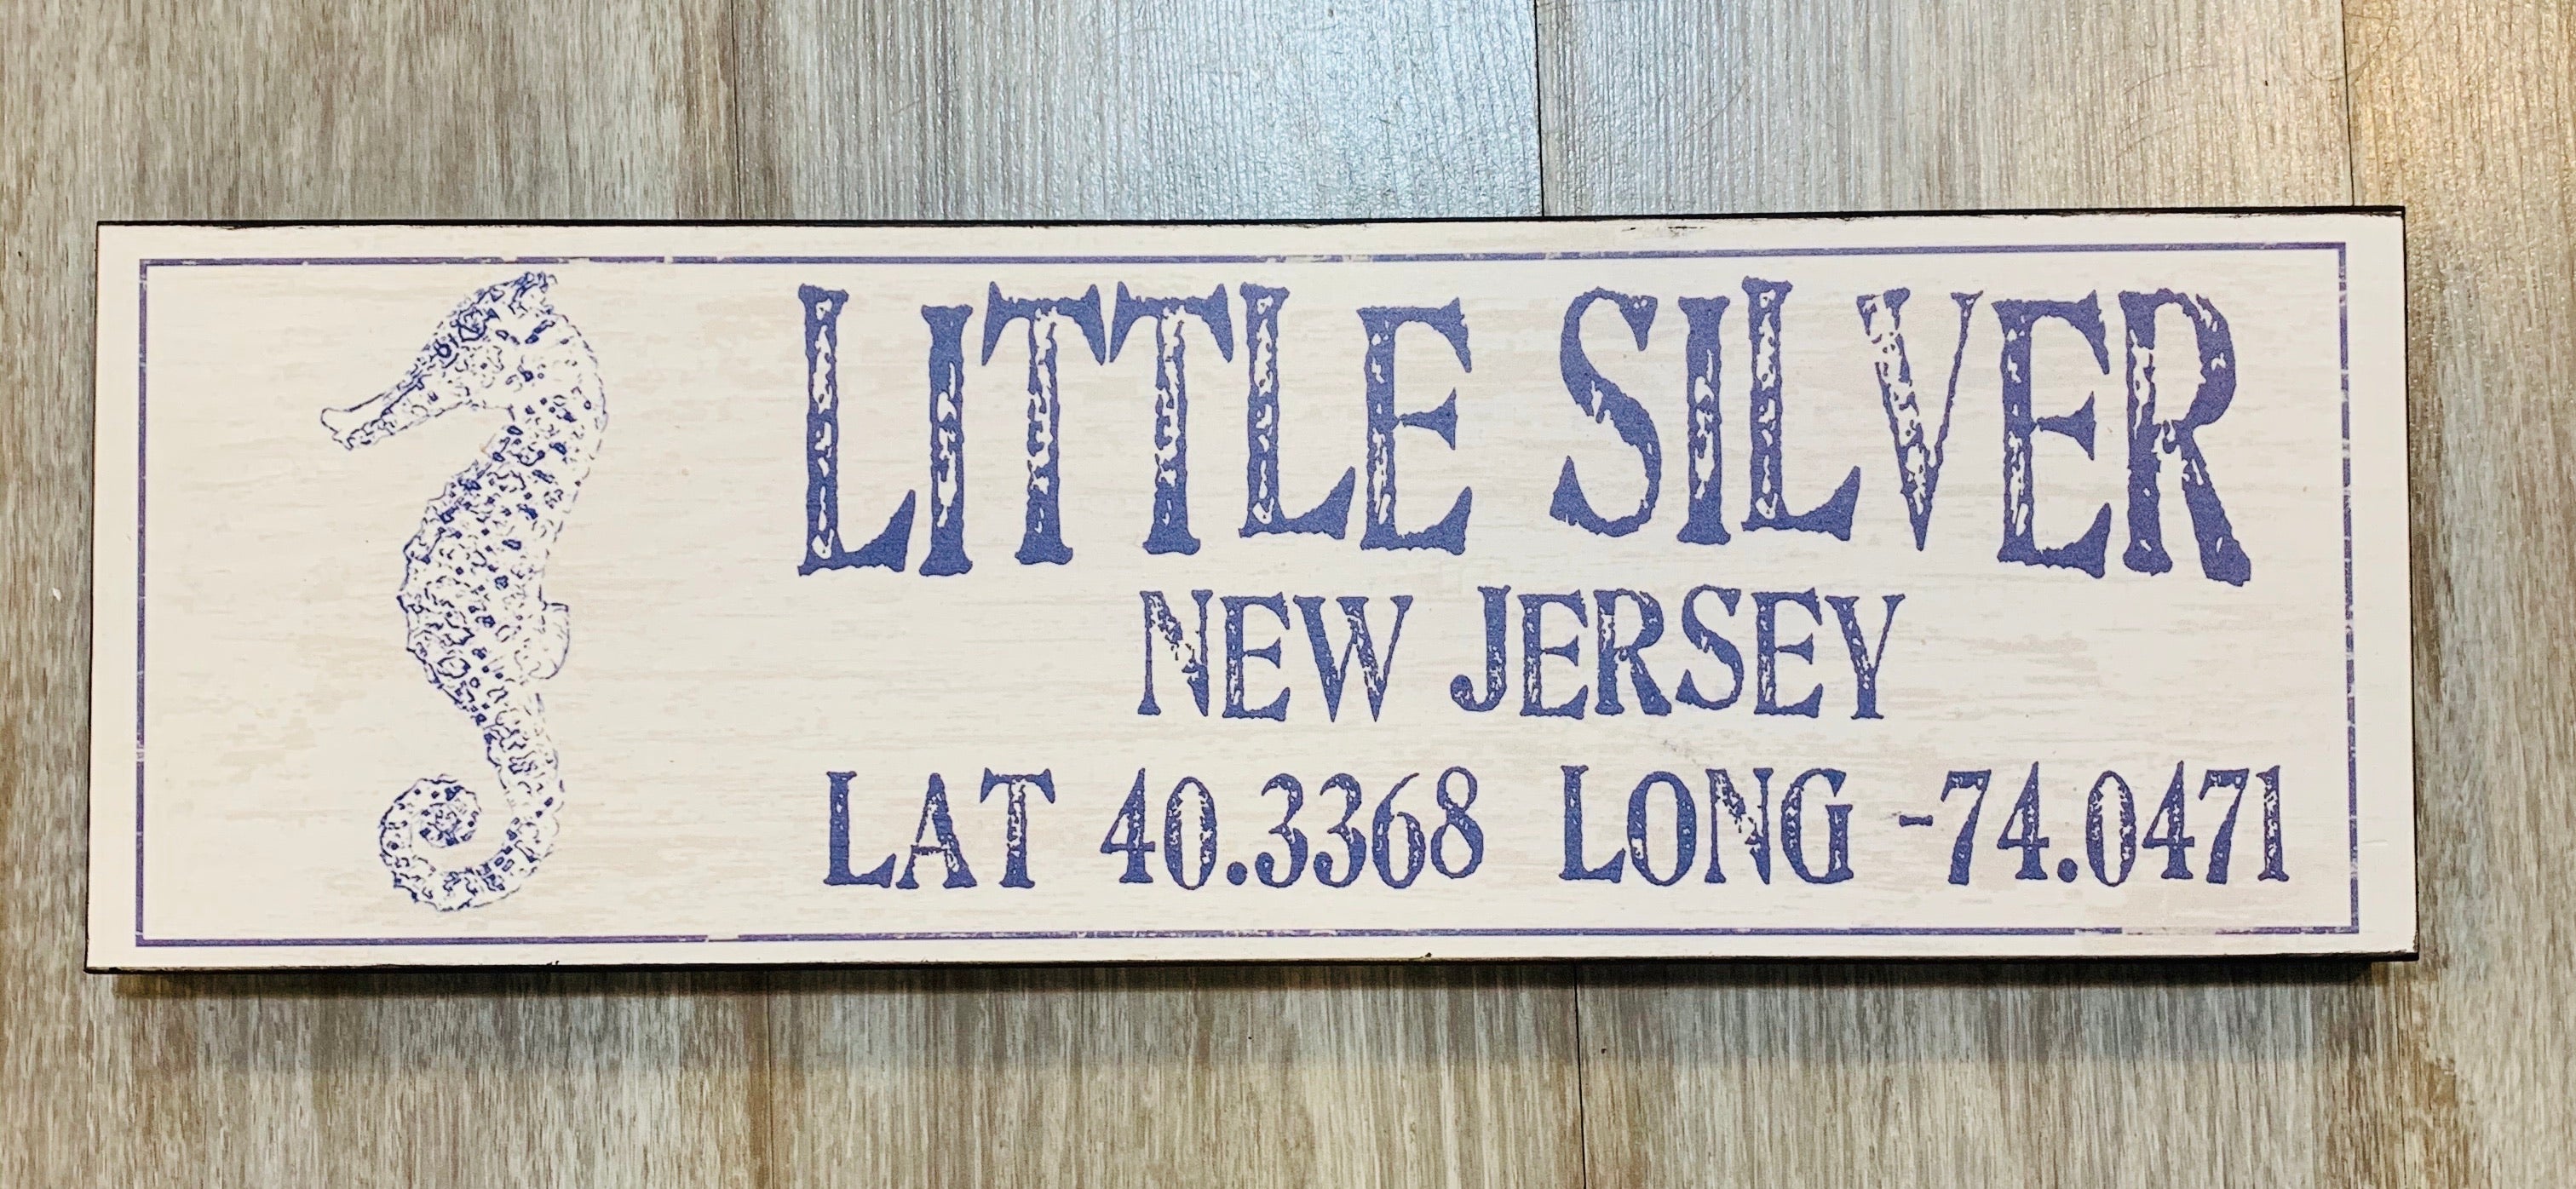 LITTLE SILVER
NEW JERSEY
LAT 40.3368 LONG -74.0471